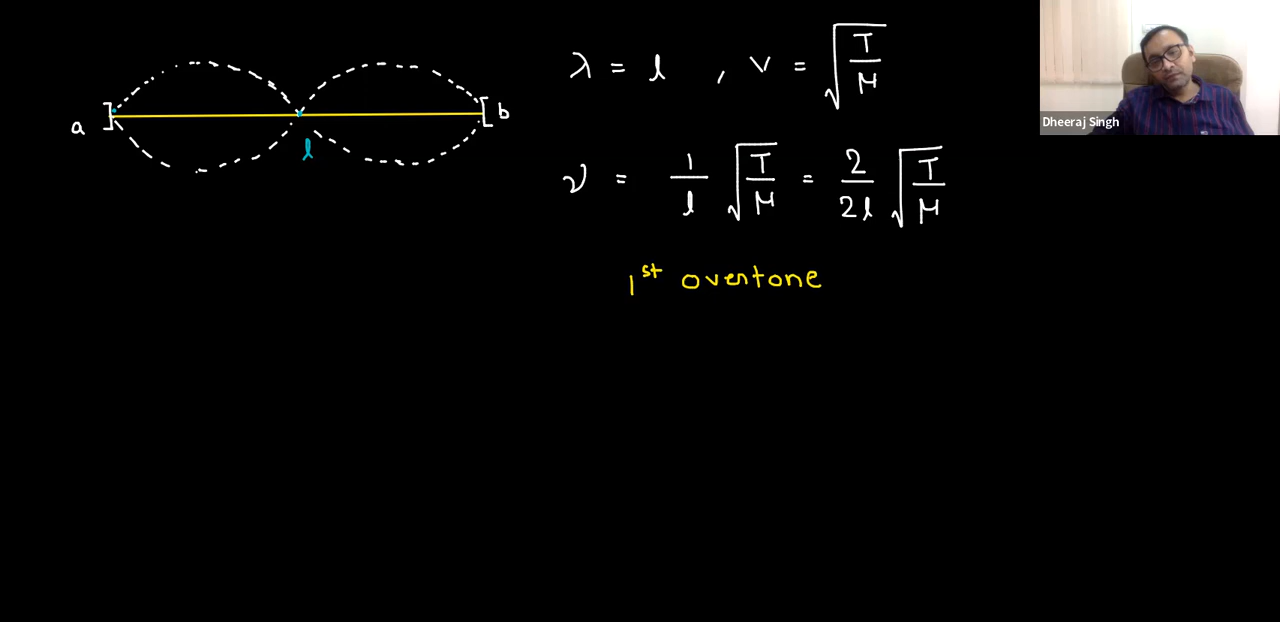 λ = l , v = √(T/μ)
a ] [ b
l
ν = 1/l √(T/μ) = 2/2l √(T/μ)
1st overtone
Dheeraj Singh